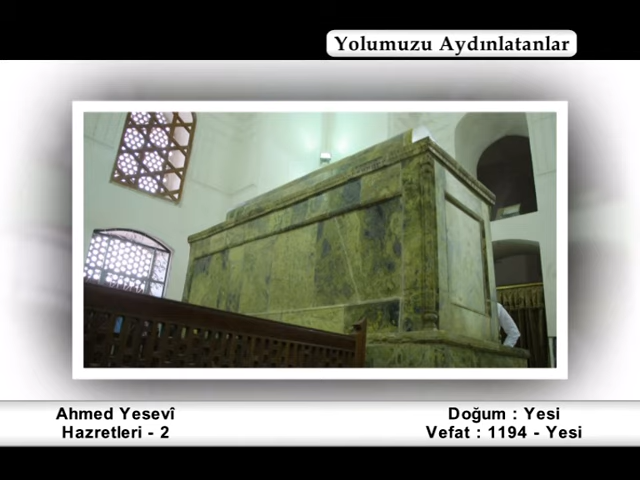 Yolumuzu Aydınlatanlar
Ahmed Yesevî
Hazretleri - 2
Doğum : Yesi
Vefat : 1194 - Yesi